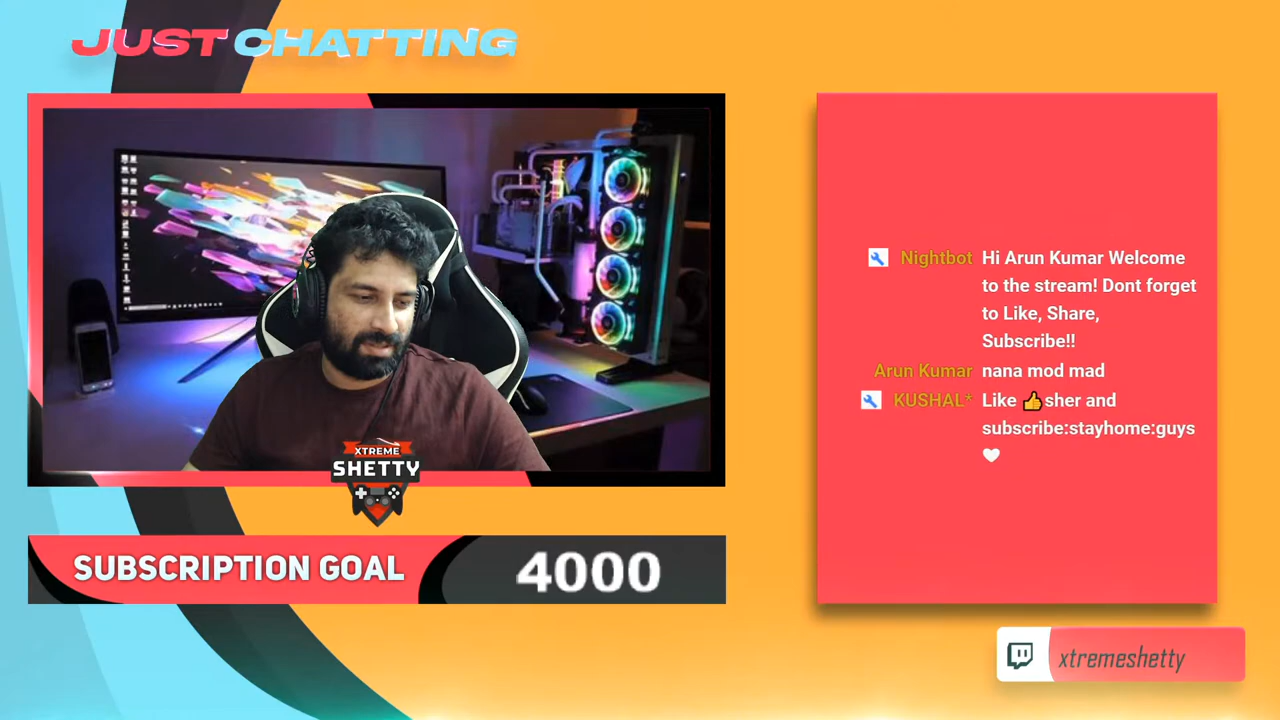 JUST CHATTING
Nightbot Hi Arun Kumar Welcome
to the stream! Dont forget
to Like, Share,
Subscribe!!
Arun Kumar nana mod mad
KUSHAL* Like 👍sher and
subscribe:stayhome:guys
🤍
XTREME
SHETTY
SUBSCRIPTION GOAL 4000
xtremeshetty